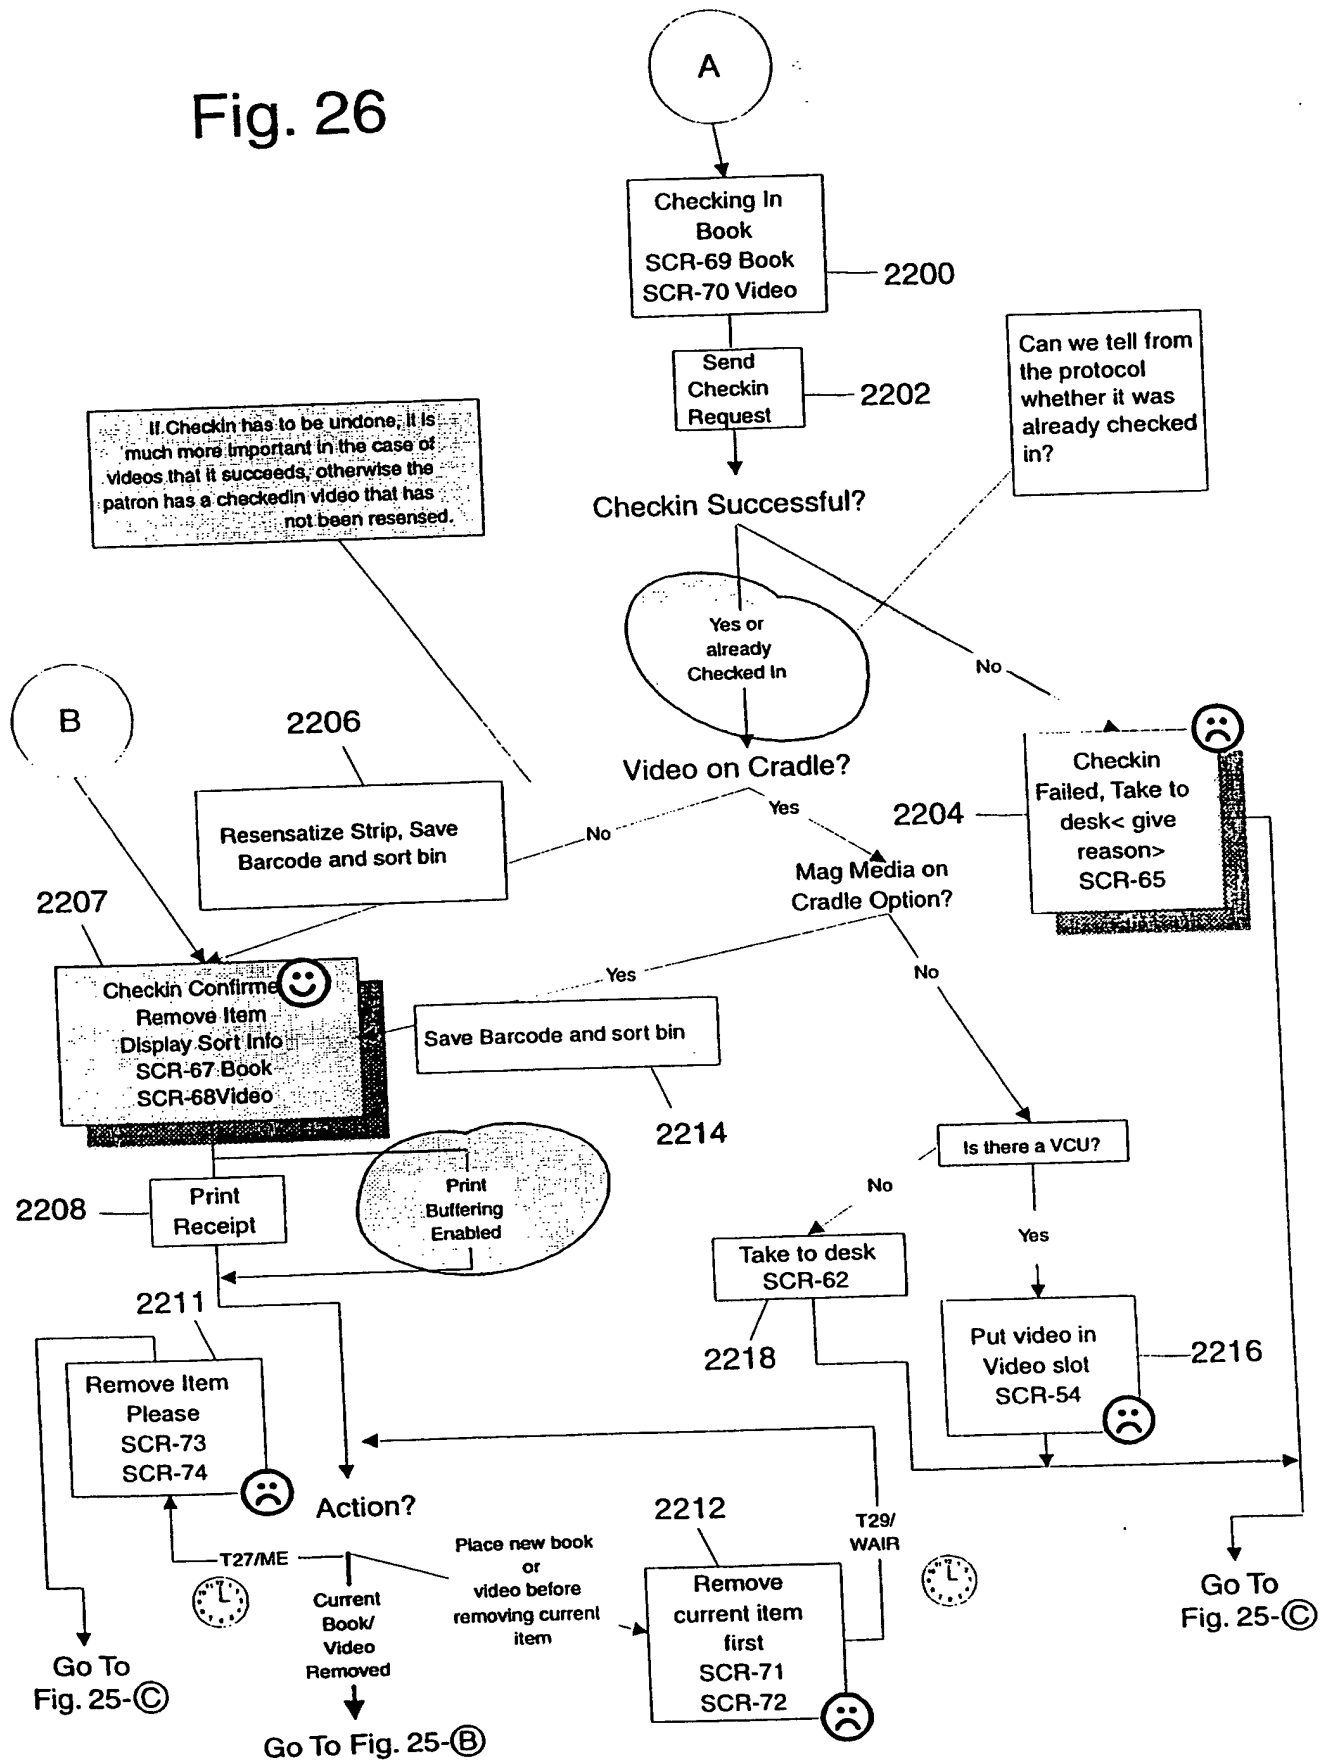 Fig. 26
A
Checking In
Book
SCR-69 Book
SCR-70 Video
2200
Send
Checkin
Request
2202
Can we tell from
the protocol
whether it was
already checked
in?
If Checkin has to be undone, it is
much more important in the case of
videos that it succeeds, otherwise the
patron has a checkedin video that has
not been resensed.
Checkin Successful?
Yes or
already
Checked In
No
B
2206
Video on Cradle?
Resensatize Strip, Save
Barcode and sort bin
No
Yes
2204
Checkin
Failed, Take to
desk< give
reason>
SCR-65
Mag Media on
Cradle Option?
2207
Yes
No
Checkin Confirme
Remove Item
Display Sort Info
SCR-67 Book
SCR-68Video
Save Barcode and sort bin
2214
Is there a VCU?
Print
Buffering
Enabled
2208
Print
Receipt
No
Yes
Take to desk
SCR-62
2218
Put video in
Video slot
SCR-54
2216
2211
Remove Item
Please
SCR-73
SCR-74
Action?
T27/ME
Current
Book/
Video
Removed
Place new book
or
video before
removing current
item
2212
Remove
current item
first
SCR-71
SCR-72
T29/
WAIR
Go To
Fig. 25-C
Go To
Fig. 25-C
Go To Fig. 25-B